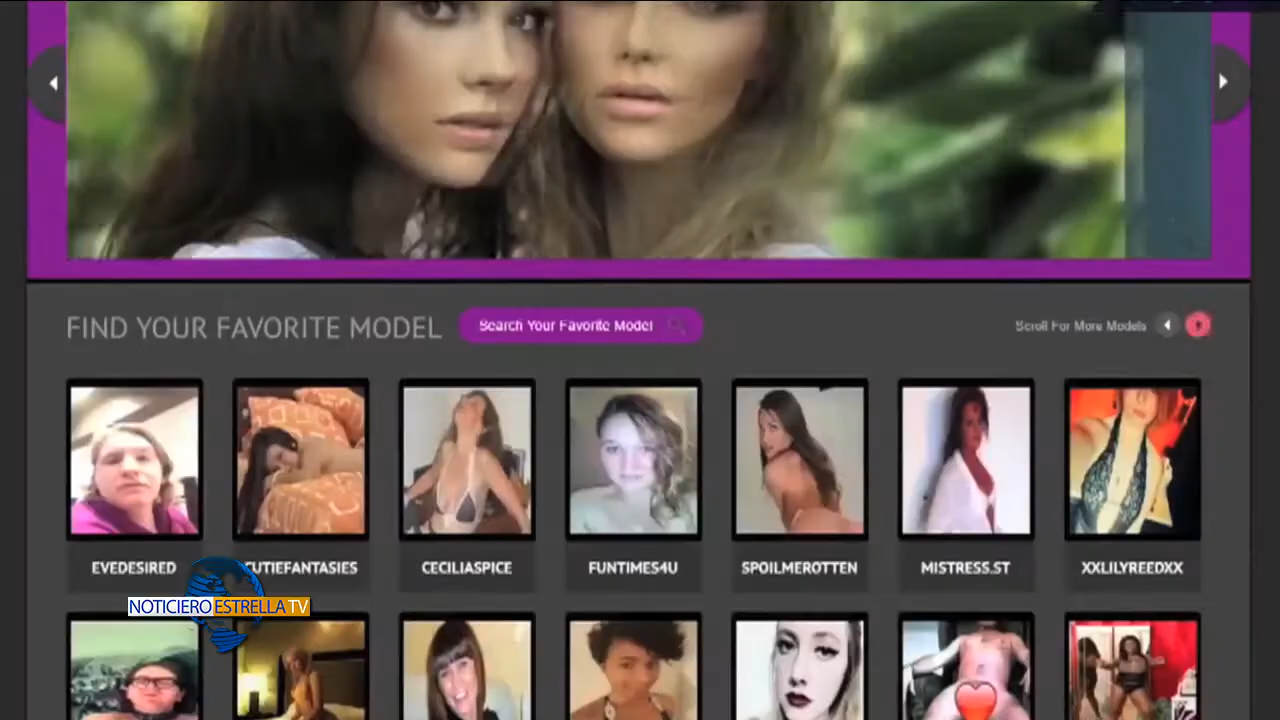 FIND YOUR FAVORITE MODEL
Search Your Favorite Model
Scroll For More Models
EVEDESIRED
CUTIEFANTASIES
CECILIASPICE
FUNTIMES4U
SPOILMEROTTEN
MISTRESS.ST
XXLILYREEDXX
NOTICIERO ESTRELLA TV